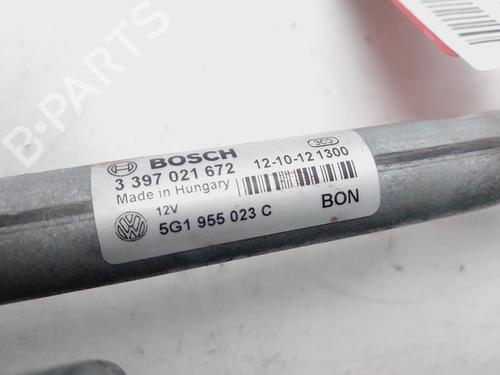 BOSCH
3 397 021 672
Made in Hungary
12-10-12 1300
12V
5G1 955 023 C
BON
B-PARTS